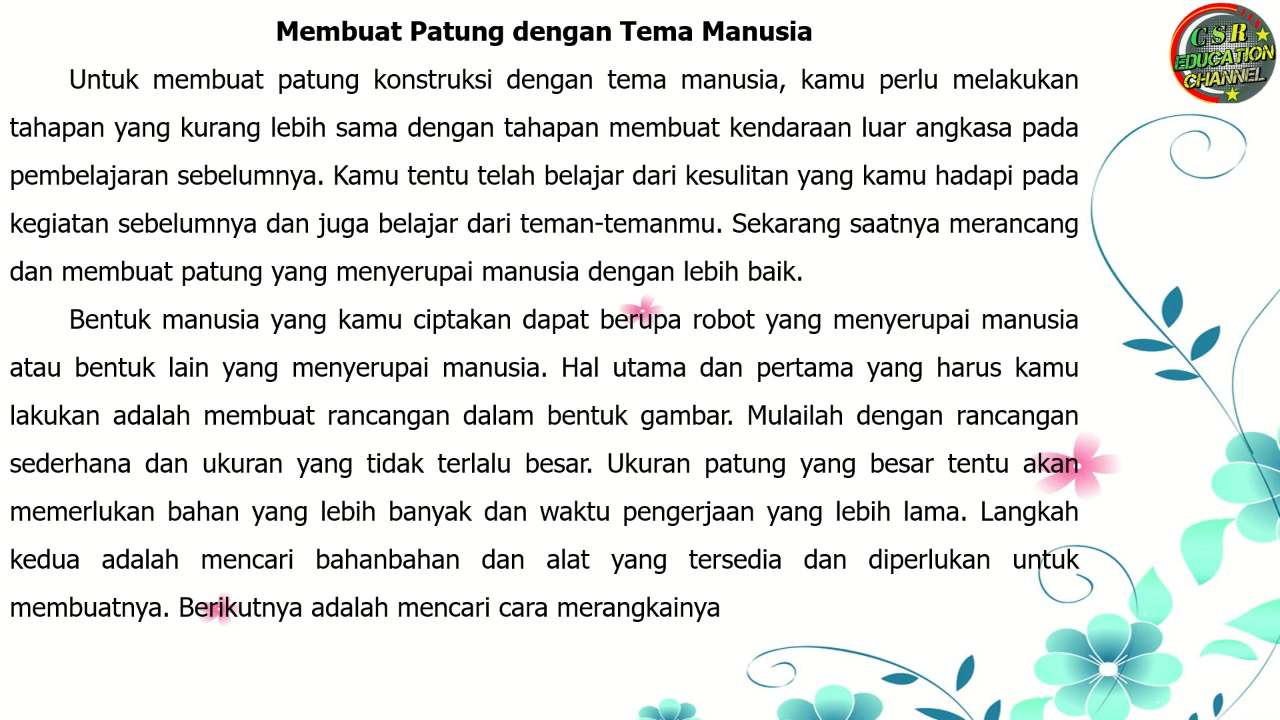 Membuat Patung dengan Tema Manusia
CSR
EDUCATION
CHANNEL
Untuk membuat patung konstruksi dengan tema manusia, kamu perlu melakukan
tahapan yang kurang lebih sama dengan tahapan membuat kendaraan luar angkasa pada
pembelajaran sebelumnya. Kamu tentu telah belajar dari kesulitan yang kamu hadapi pada
kegiatan sebelumnya dan juga belajar dari teman-temanmu. Sekarang saatnya merancang
dan membuat patung yang menyerupai manusia dengan lebih baik.
Bentuk manusia yang kamu ciptakan dapat berupa robot yang menyerupai manusia
atau bentuk lain yang menyerupai manusia. Hal utama dan pertama yang harus kamu
lakukan adalah membuat rancangan dalam bentuk gambar. Mulailah dengan rancangan
sederhana dan ukuran yang tidak terlalu besar. Ukuran patung yang besar tentu akan
memerlukan bahan yang lebih banyak dan waktu pengerjaan yang lebih lama. Langkah
kedua adalah mencari bahanbahan dan alat yang tersedia dan diperlukan untuk
membuatnya. Berikutnya adalah mencari cara merangkainya